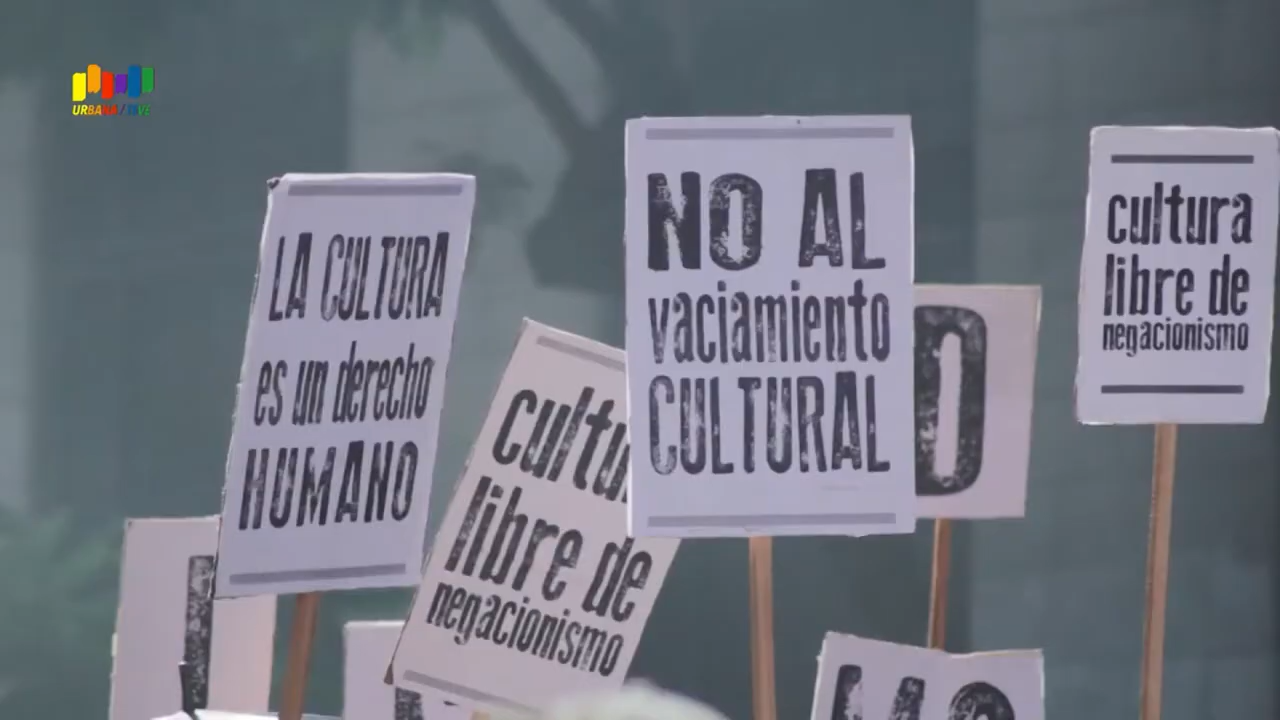 URBANA/TEVE
LA CULTURA
es un derecho
HUMANO
cultu
libre de
negacionismo
NO AL
vaciamiento
CULTURAL
O
cultura
libre de
negacionismo